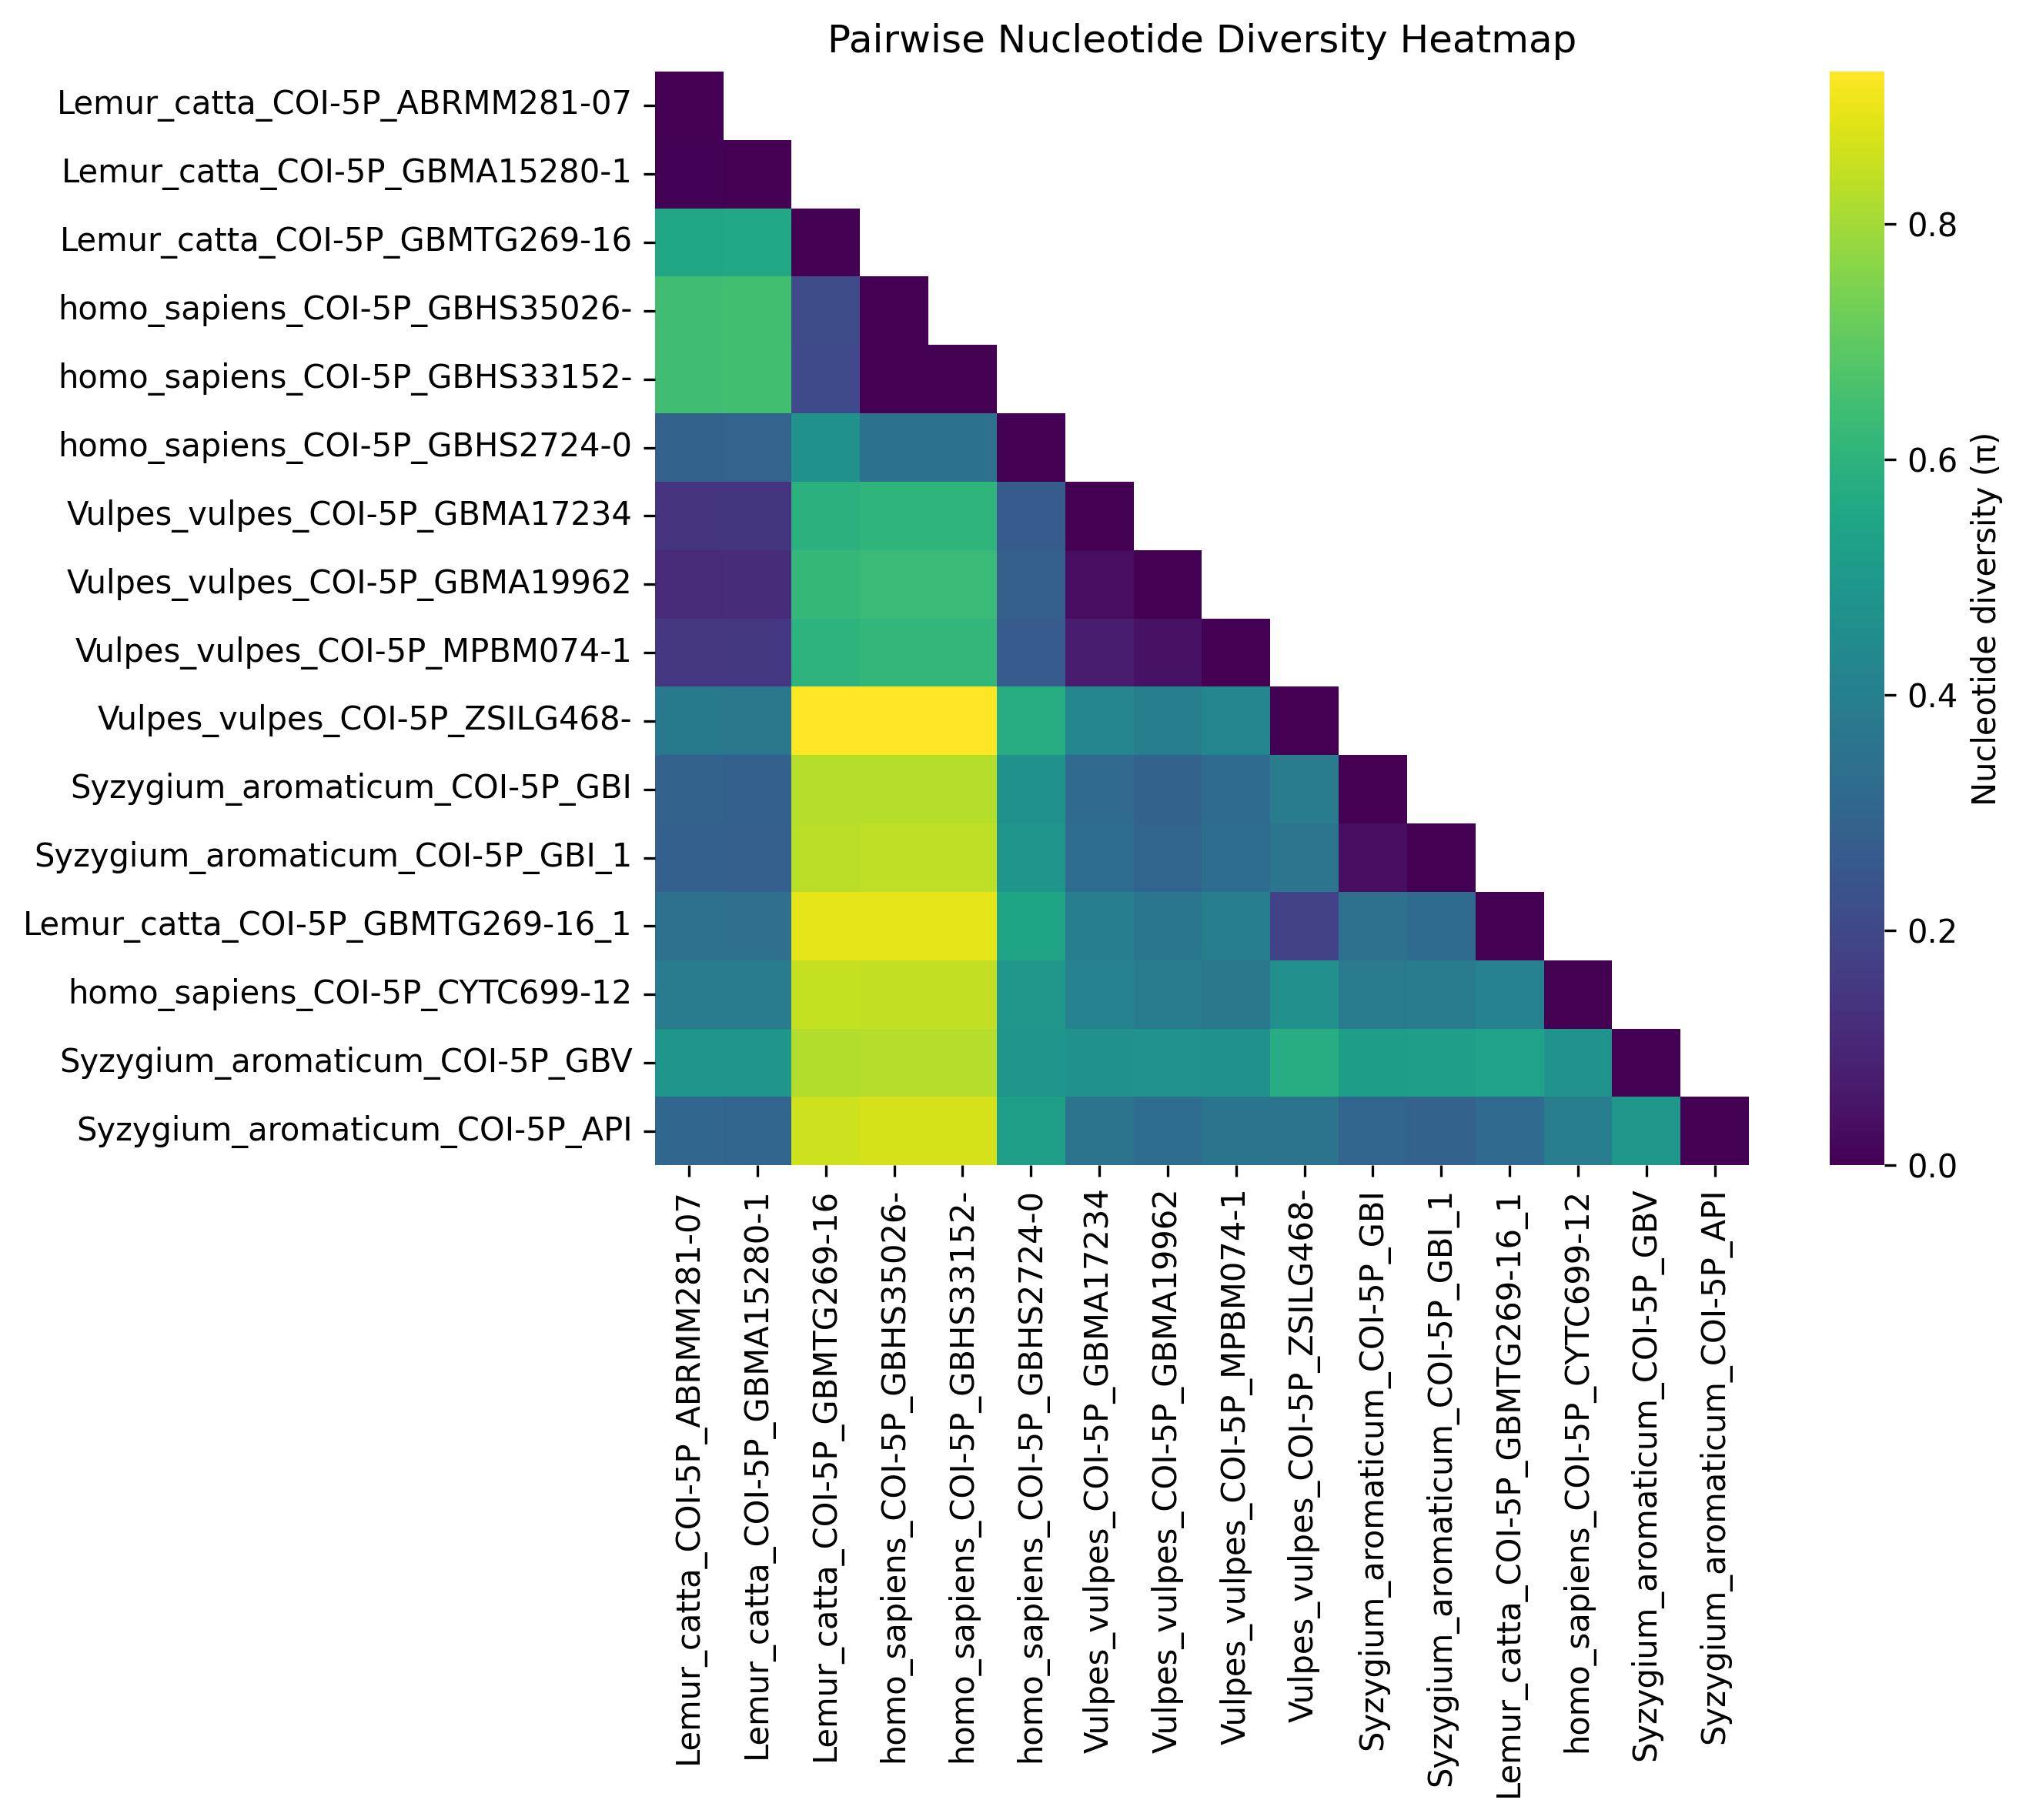 Pairwise Nucleotide Diversity Heatmap
Lemur_catta_COI-5P_ABRMM281-07
Lemur_catta_COI-5P_GBMA15280-1
Lemur_catta_COI-5P_GBMTG269-16
homo_sapiens_COI-5P_GBHS35026-
homo_sapiens_COI-5P_GBHS33152-
homo_sapiens_COI-5P_GBHS2724-0
Vulpes_vulpes_COI-5P_GBMA17234
Vulpes_vulpes_COI-5P_GBMA19962
Vulpes_vulpes_COI-5P_MPBM074-1
Vulpes_vulpes_COI-5P_ZSILG468-
Syzygium_aromaticum_COI-5P_GBI
Syzygium_aromaticum_COI-5P_GBI_1
Lemur_catta_COI-5P_GBMTG269-16_1
homo_sapiens_COI-5P_CYTC699-12
Syzygium_aromaticum_COI-5P_GBV
Syzygium_aromaticum_COI-5P_API
Lemur_catta_COI-5P_ABRMM281-07
Lemur_catta_COI-5P_GBMA15280-1
Lemur_catta_COI-5P_GBMTG269-16
homo_sapiens_COI-5P_GBHS35026-
homo_sapiens_COI-5P_GBHS33152-
homo_sapiens_COI-5P_GBHS2724-0
Vulpes_vulpes_COI-5P_GBMA17234
Vulpes_vulpes_COI-5P_GBMA19962
Vulpes_vulpes_COI-5P_MPBM074-1
Vulpes_vulpes_COI-5P_ZSILG468-
Syzygium_aromaticum_COI-5P_GBI
Syzygium_aromaticum_COI-5P_GBI_1
Lemur_catta_COI-5P_GBMTG269-16_1
homo_sapiens_COI-5P_CYTC699-12
Syzygium_aromaticum_COI-5P_GBV
Syzygium_aromaticum_COI-5P_API
0.8
0.6
0.4
0.2
0.0
Nucleotide diversity (π)